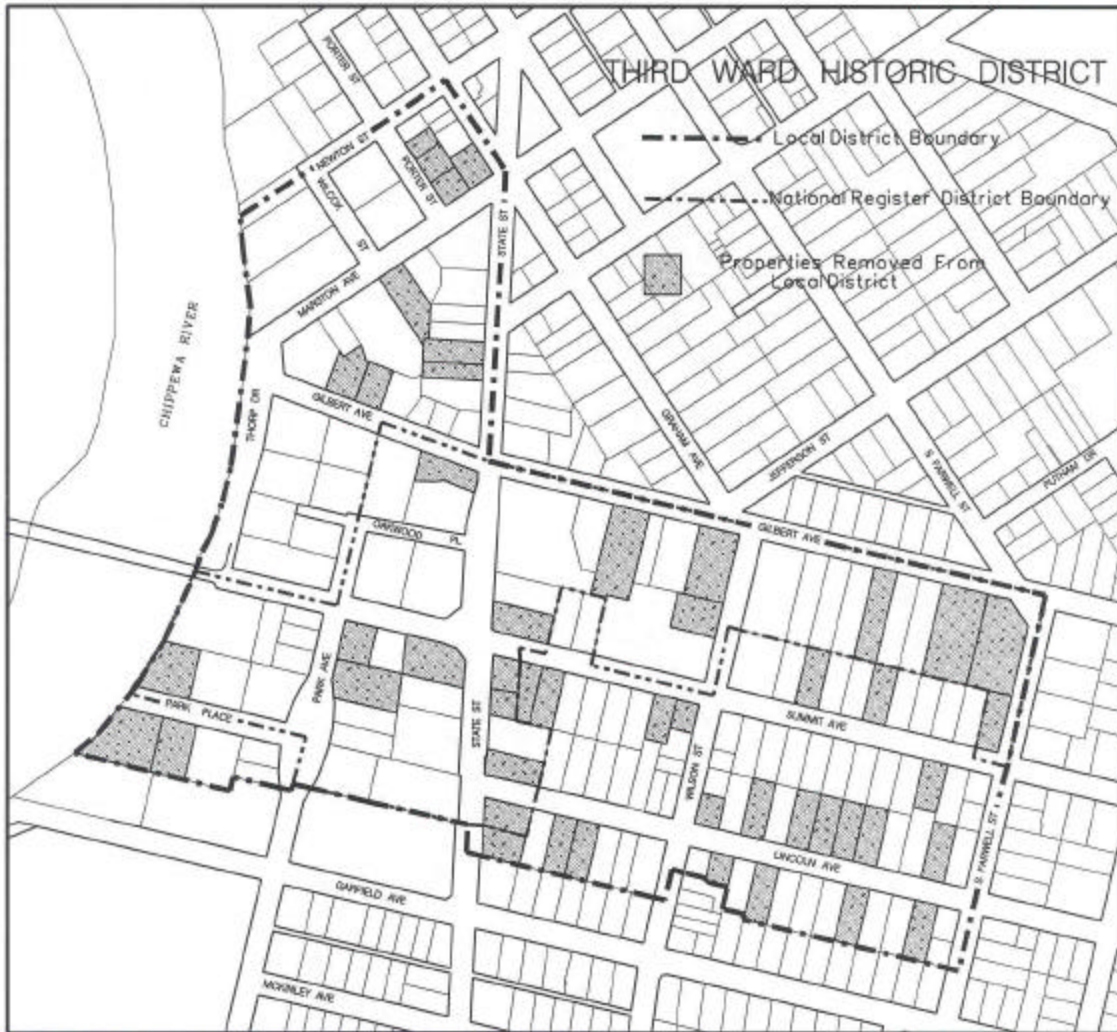 THIRD WARD HISTORIC DISTRICT
Local District Boundary
National Register District Boundary
Properties Removed From
Local District
PORTER ST
NEWTON ST
WILCOX
ST
PORTER ST
STATE ST
MARSTON AVE
CHIPPEWA RIVER
THORP DR
GILBERT AVE
GRAHAM AVE
JEFFERSON ST
S FARWELL ST
PUTNAM DR
GILBERT AVE
OAKWOOD PL
PARK AVE
PARK PLACE
STATE ST
SUMMIT AVE
WILSON ST
LINCOLN AVE
S FARWELL ST
GARFIELD AVE
MCKINLEY AVE